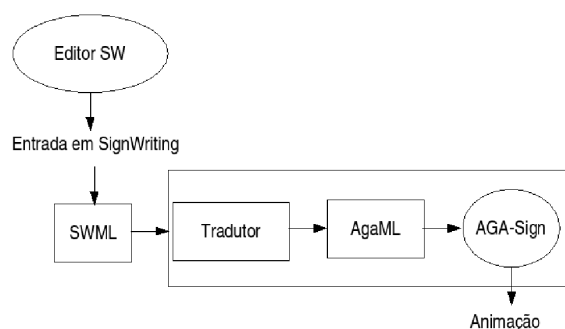 Editor SW
Entrada em SignWriting
SWML
Tradutor
AgaML
AGA-Sign
Animação